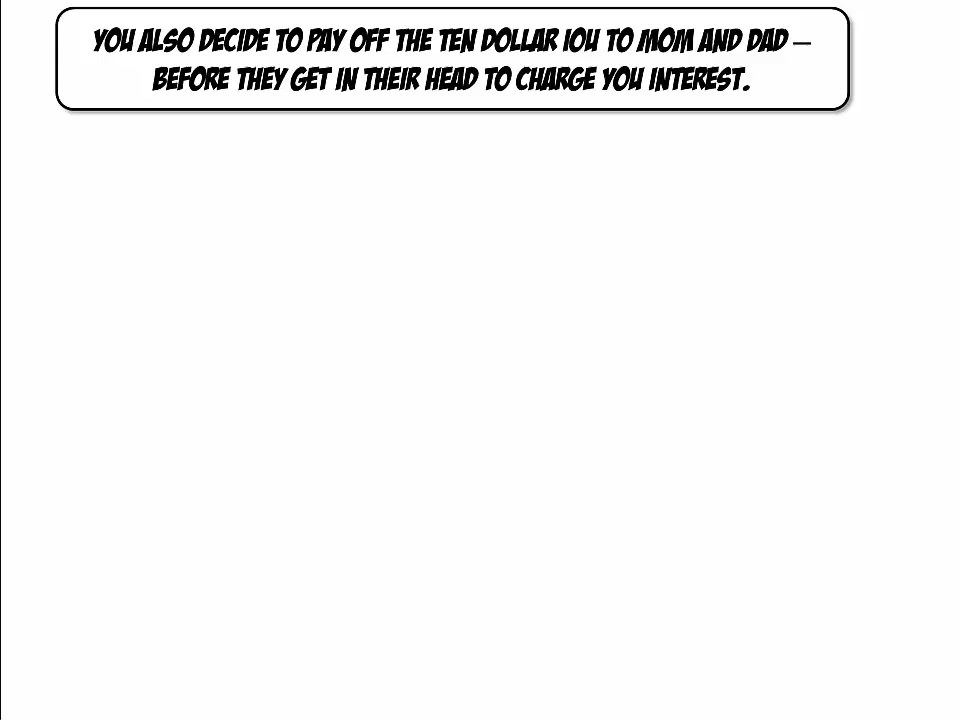 YOU ALSO DECIDE TO PAY OFF THE TEN DOLLAR IOU TO MOM AND DAD –
BEFORE THEY GET IN THEIR HEAD TO CHARGE YOU INTEREST.